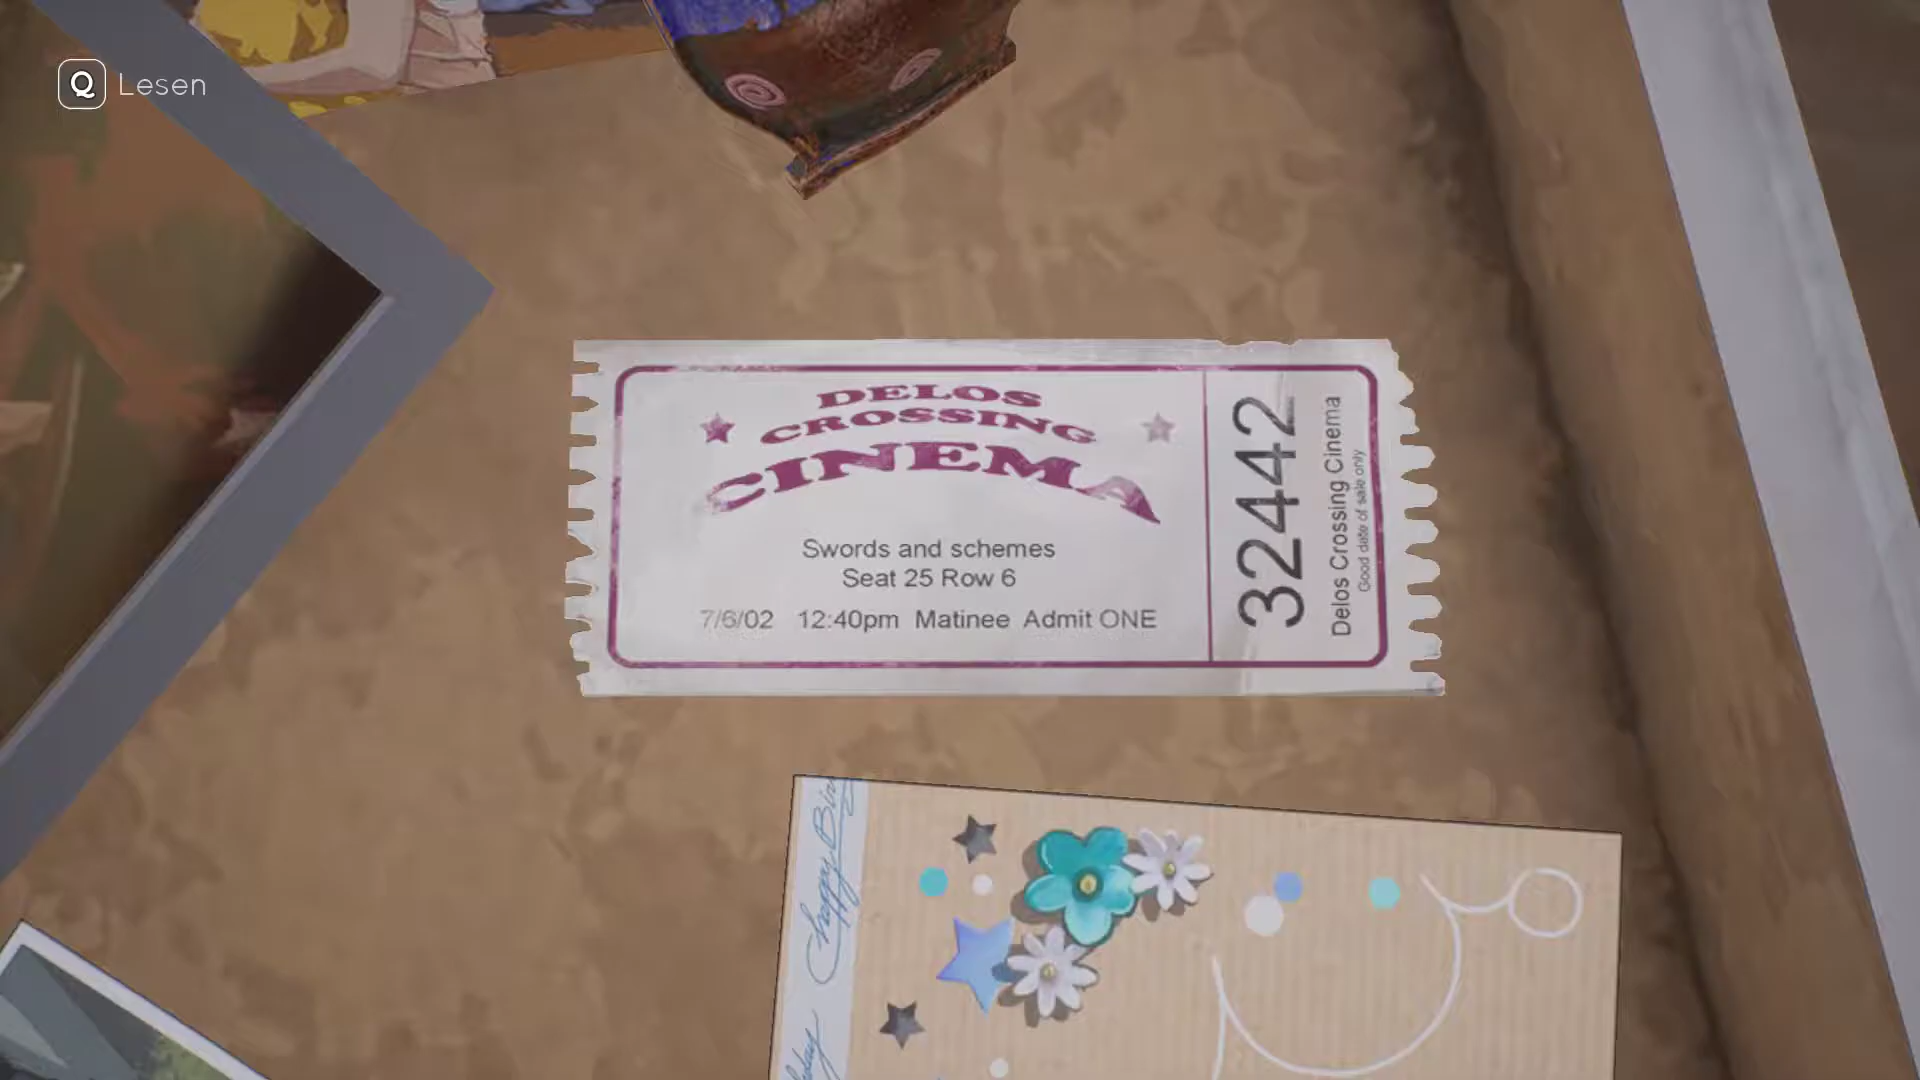 Q Lesen
DELOS
CROSSING
CINEMA
Swords and schemes
Seat 25 Row 6
7/6/02 12:40pm Matinee Admit ONE
32442
Delos Crossing Cinema
Good date of sale only
happy